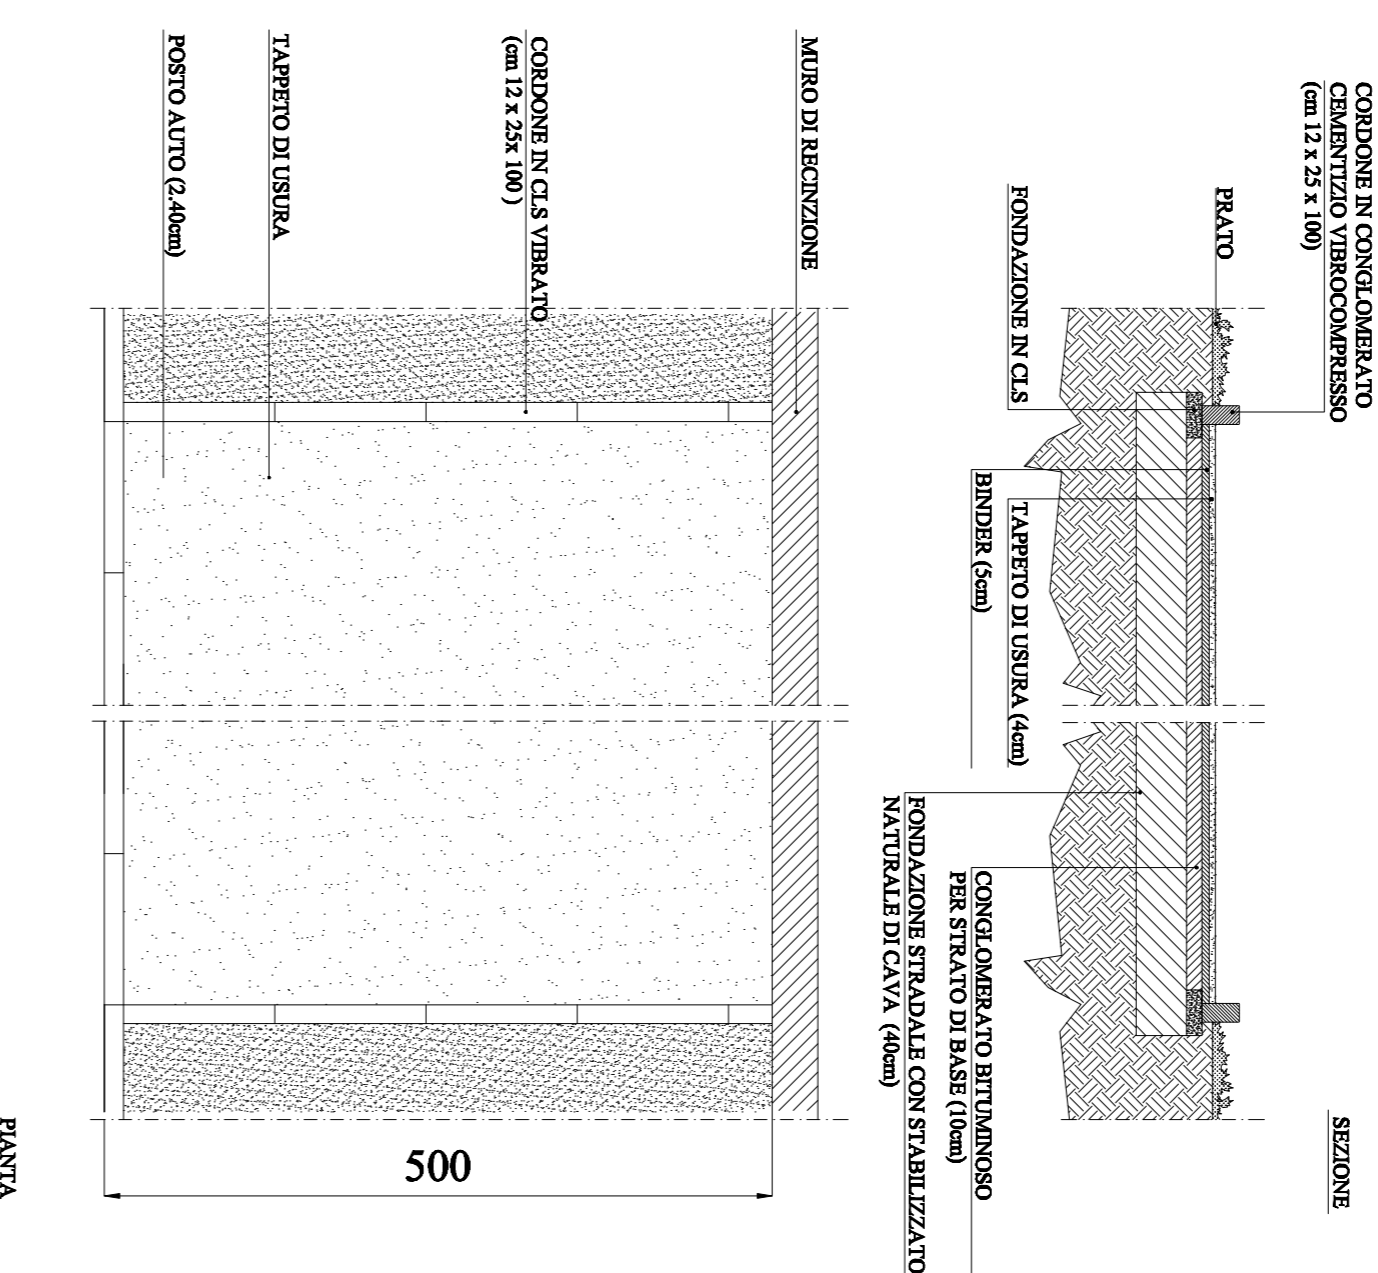 SEZIONE
CORDONE IN CONGLOMERATO
CEMENTIZIO VIBROCOMPRESSO
(cm 12 x 25 x 100)
PRATO
FONDAZIONE IN CLS
BINDER (5cm)
TAPPETO DI USURA (4cm)
CONGLOMERATO BITUMINOSO
PER STRATO DI BASE (10cm)
FONDAZIONE STRADALE CON STABILIZZATO
NATURALE DI CAVA (40cm)
MURO DI RECINZIONE
CORDONE IN CLS VIBRATO
(cm 12 x 25x 100 )
TAPPETO DI USURA
POSTO AUTO (2.40cm)
500
PIANTA